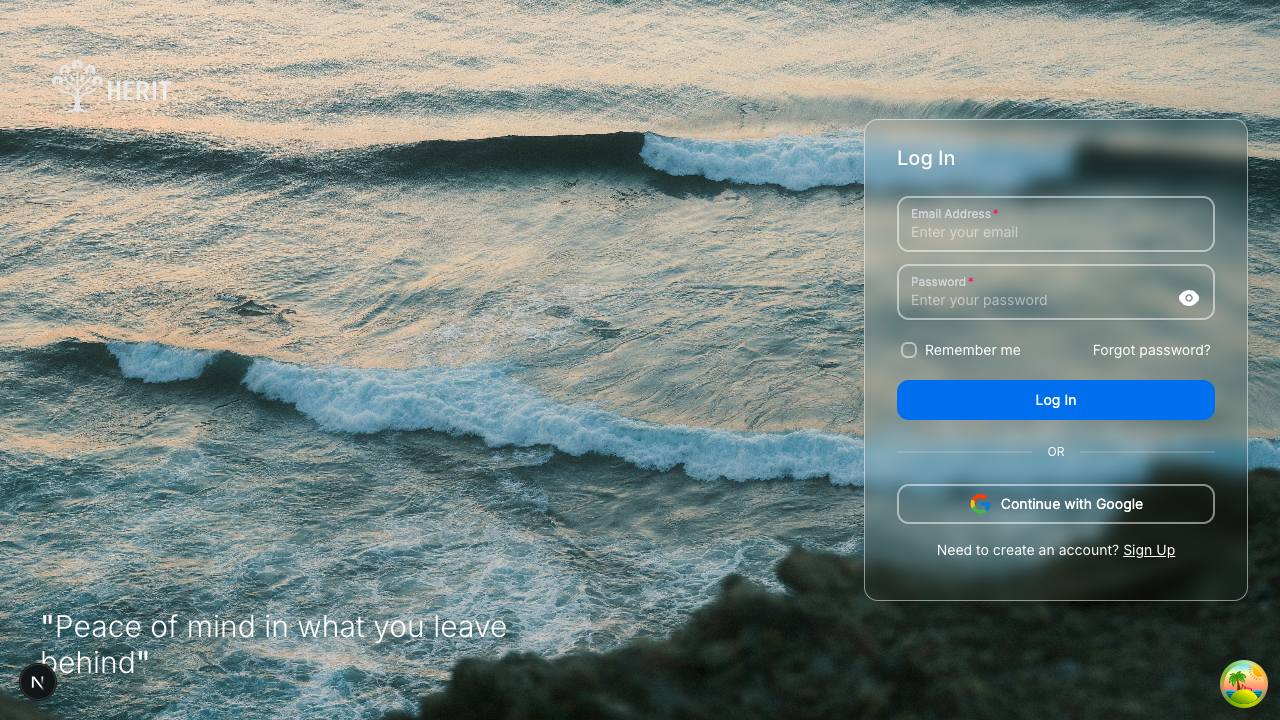 HERIT
Log In
Email Address*
Enter your email
Password*
Enter your password
Remember me
Forgot password?
Log In
OR
Continue with Google
Need to create an account? Sign Up
"Peace of mind in what you leave
behind"
N